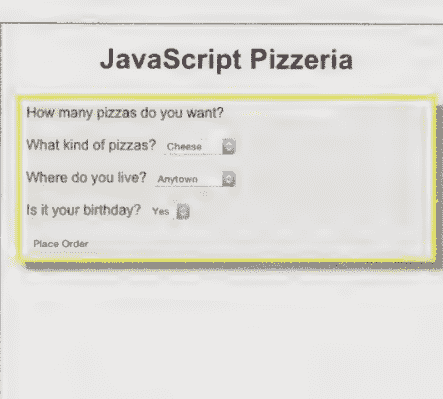 JavaScript Pizzeria
How many pizzas do you want?
What kind of pizzas? Cheese
Where do you live? Anytown
Is it your birthday? Yes
Place Order